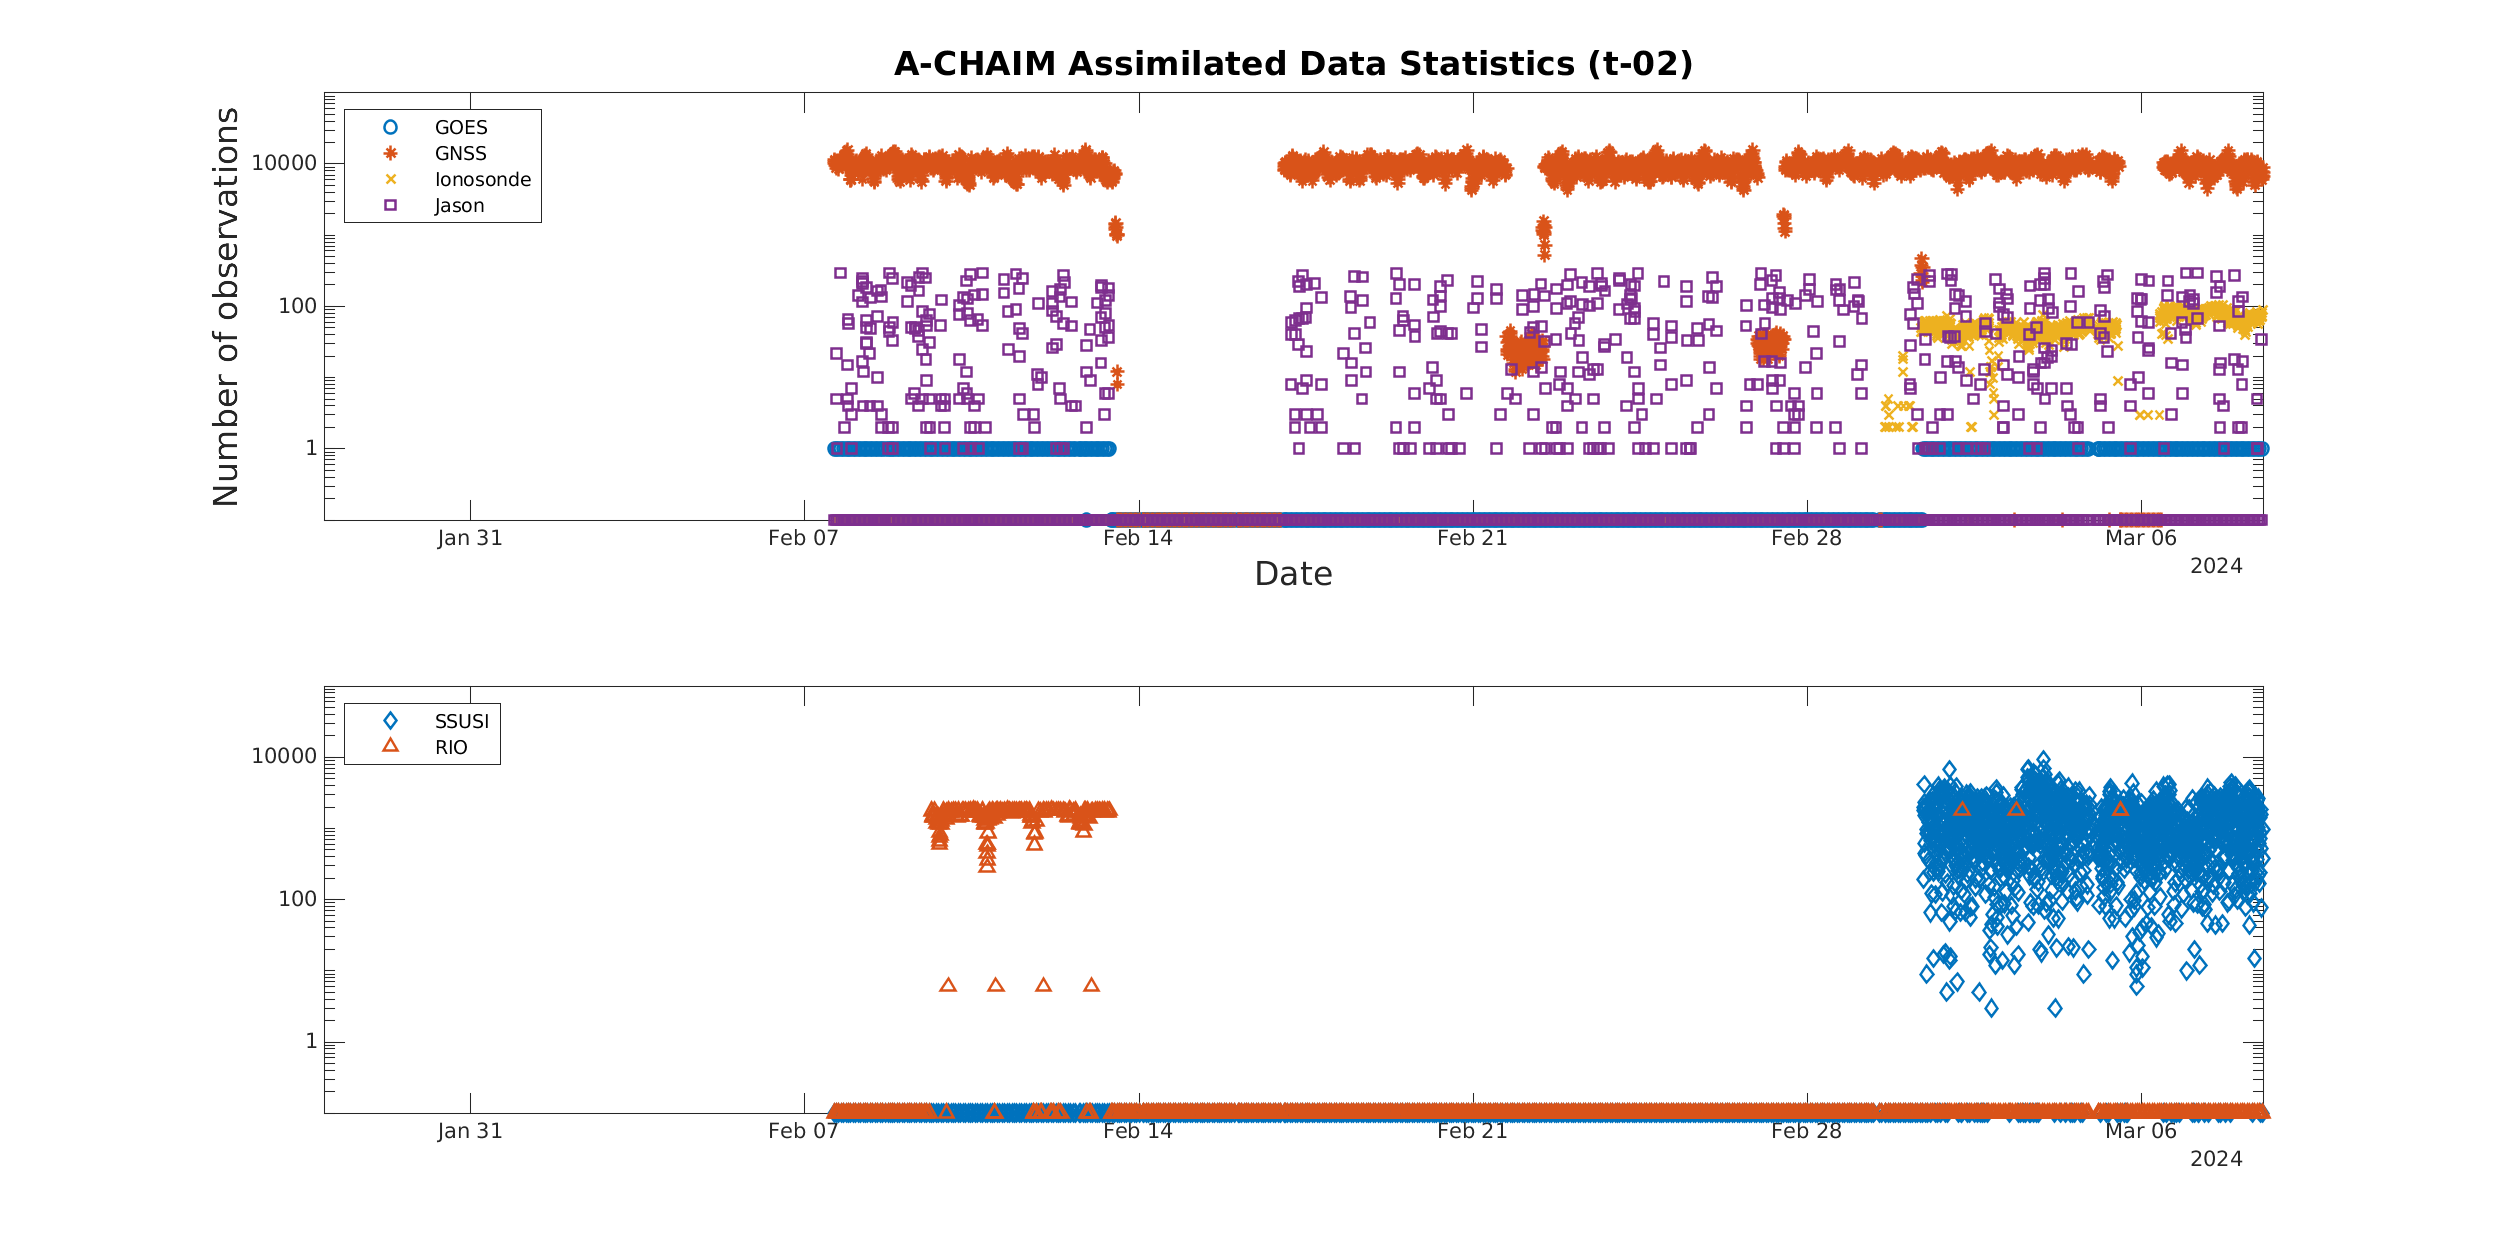 A-CHAIM Assimilated Data Statistics (t-02)
Number of observations
GOES
GNSS
Ionosonde
Jason
10000
100
1
Jan 31
Feb 07
Feb 14
Feb 21
Feb 28
Mar 06
2024
Date
SSUSI
RIO
10000
100
1
Jan 31
Feb 07
Feb 14
Feb 21
Feb 28
Mar 06
2024